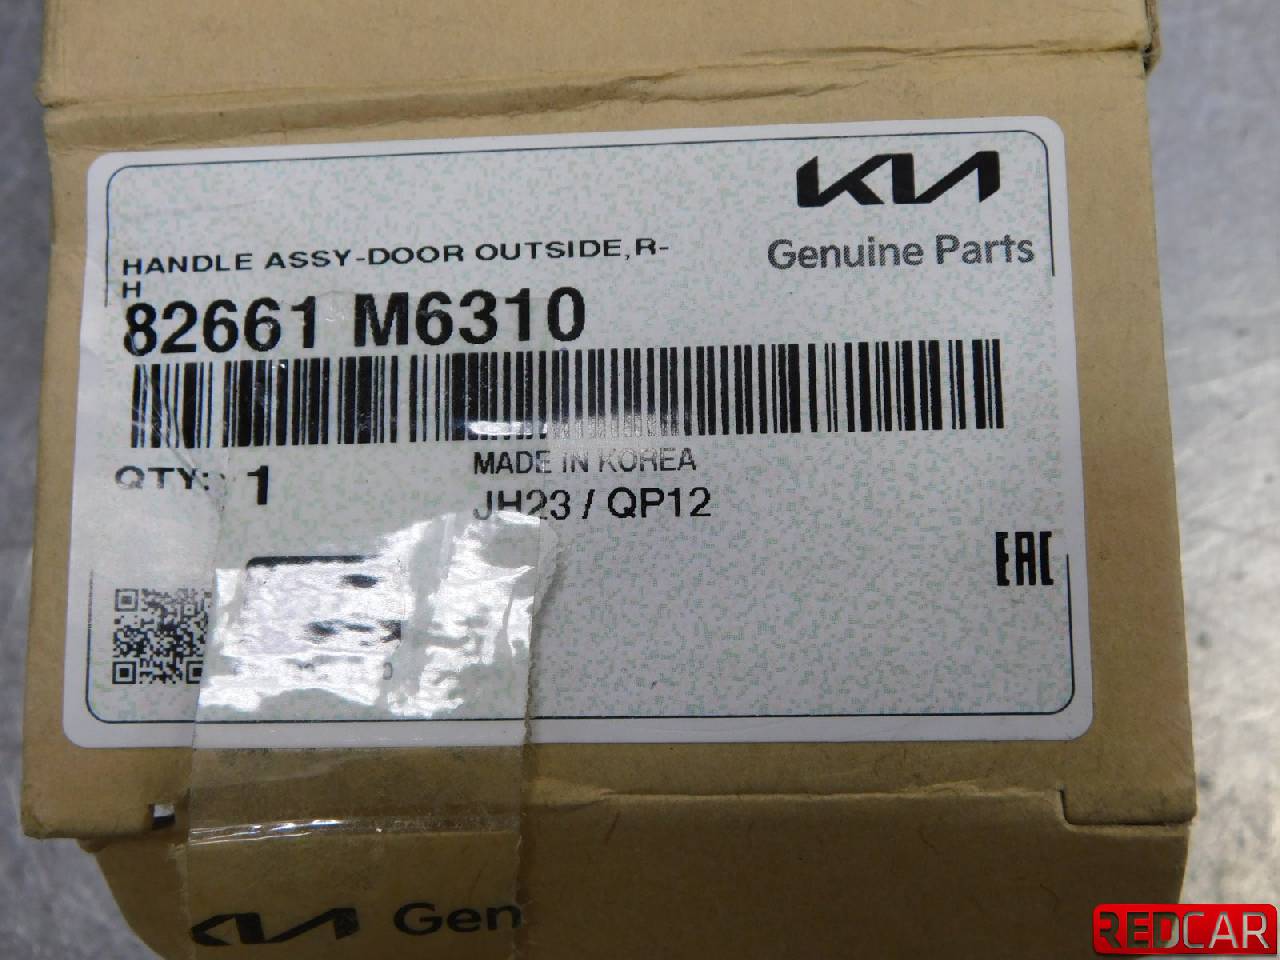 KIA
Genuine Parts
HANDLE ASSY-DOOR OUTSIDE,R-
H
82661 M6310
QTY: 1
MADE IN KOREA
JH23 / QP12
EAC
KIA Gen
REDCAR